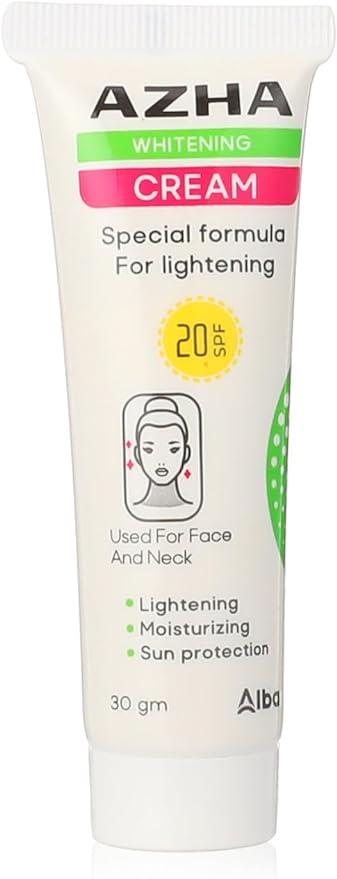 AZHA
WHITENING
CREAM
Special formula
For lightening
20 SPF
Used For Face
And Neck
• Lightening
• Moisturizing
• Sun protection
30 gm
Alba